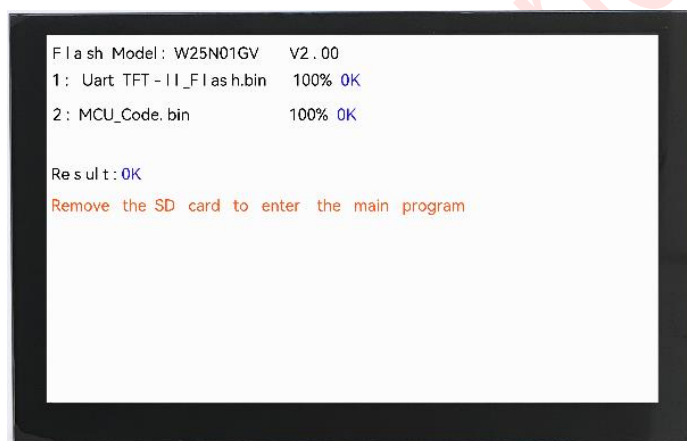 Flash Model: W25N01GV V2.00
1: Uart TFT-II_Flash.bin 100% OK
2: MCU_Code.bin 100% OK
Result:OK
Remove the SD card to enter the main program